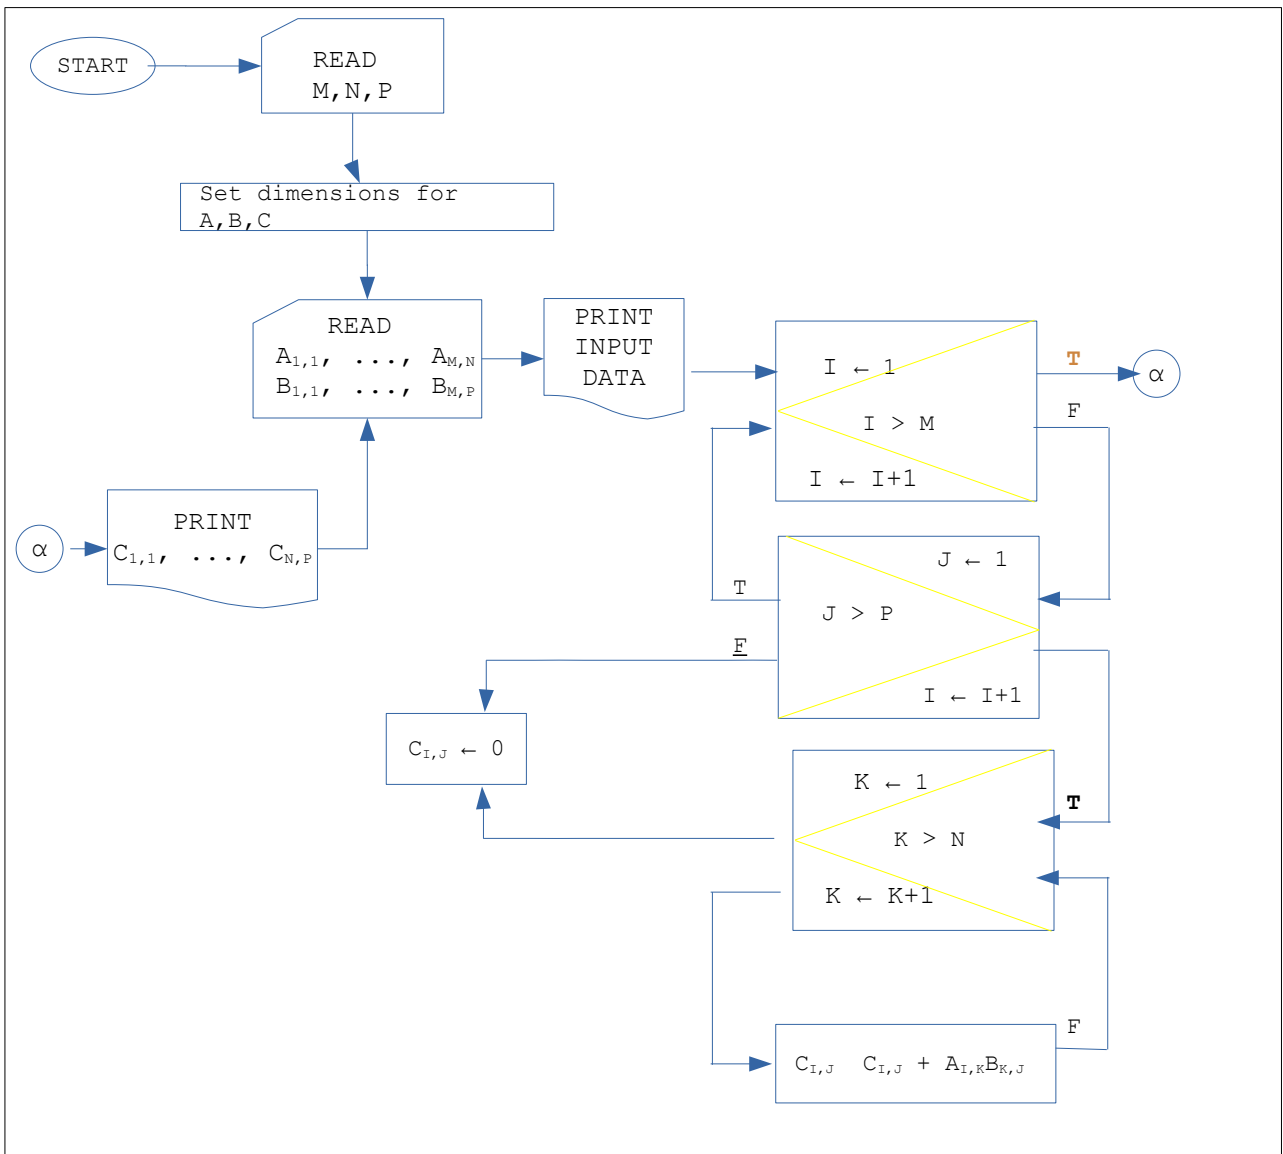 START
READ
M,N,P
Set dimensions for
A,B,C
READ
A1,1, ..., AM,N
B1,1, ..., BM,P
PRINT
INPUT
DATA
I ← 1
I > M
I ← I+1
T
α
F
α
PRINT
C1,1, ..., CN,P
J ← 1
J > P
I ← I+1
T
F
CI,J ← 0
K ← 1
K > N
K ← K+1
T
F
CI,J CI,J + AI,KBK,J